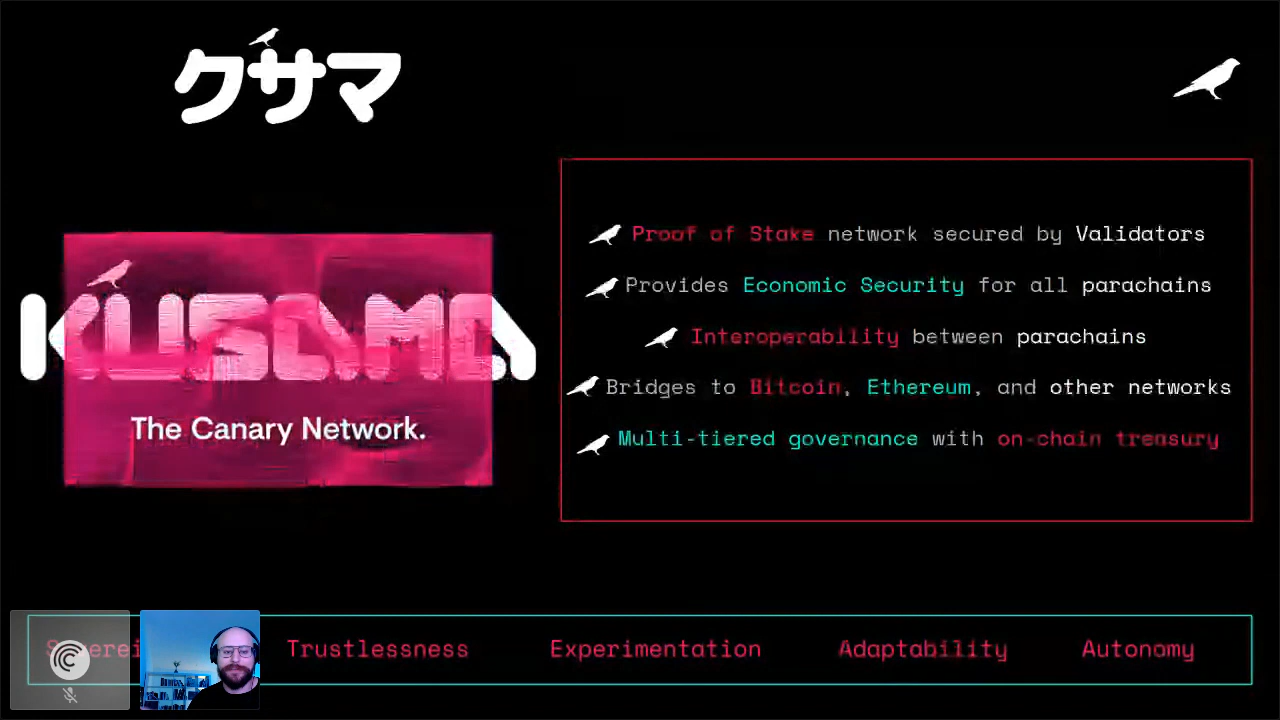 クサマ
KUSAMA
The Canary Network.
Proof of Stake network secured by Validators
Provides Economic Security for all parachains
Interoperability between parachains
Bridges to Bitcoin, Ethereum, and other networks
Multi-tiered governance with on-chain treasury
Trustlessness Experimentation Adaptability Autonomy